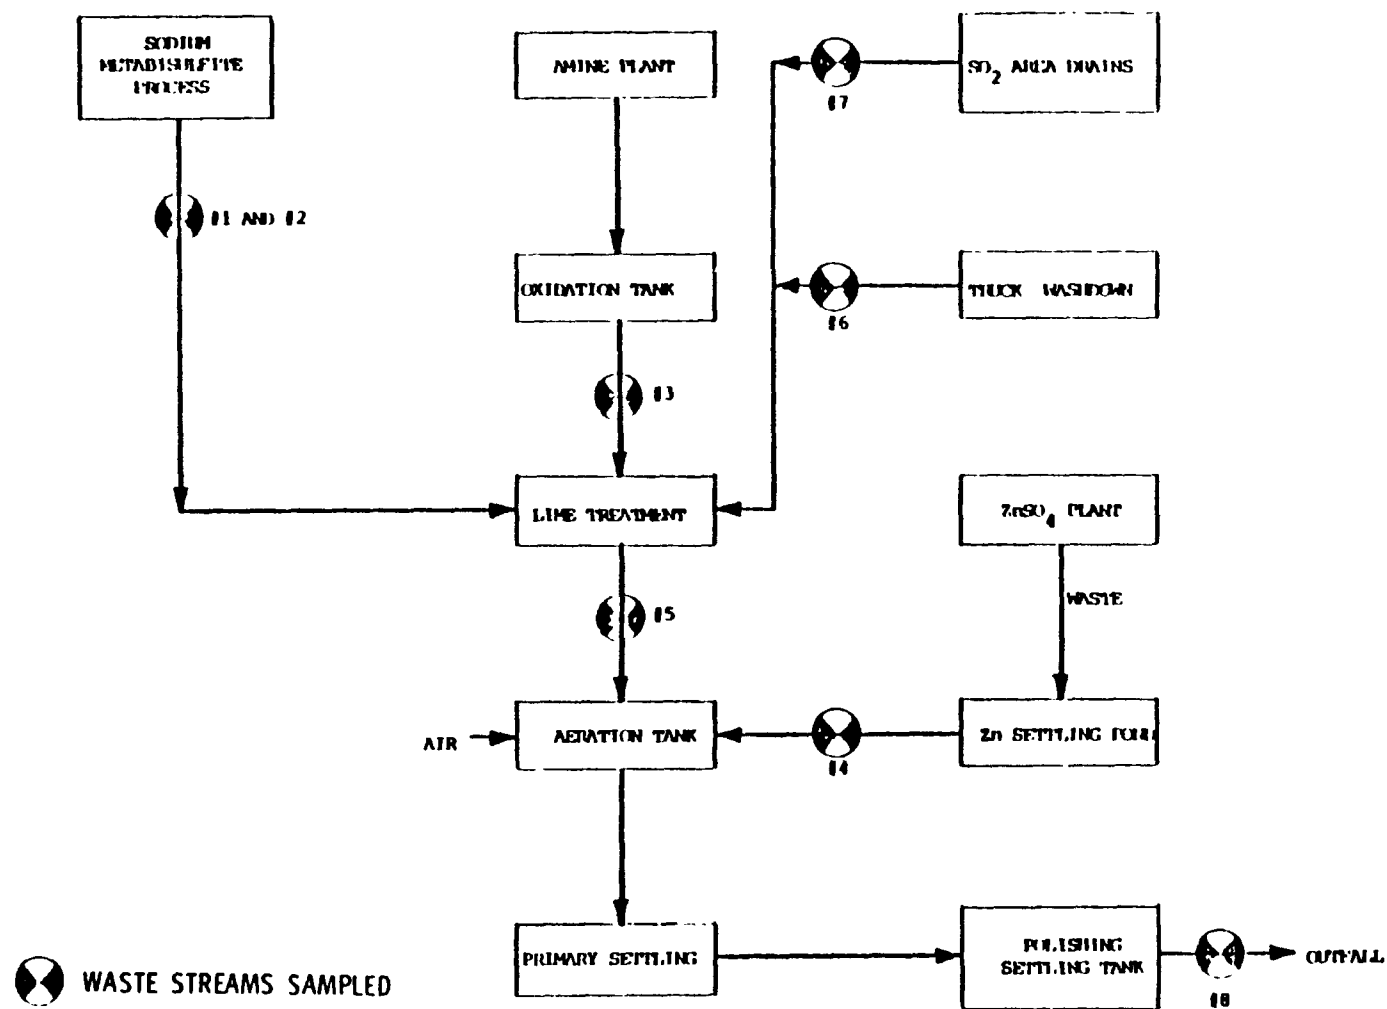 SODIUM
METABISULFITE
PROCESS
AMINE PLANT
SO2 AREA DRAINS
#7
#1 AND #2
OXIDATION TANK
TRUCK WASHDOWN
#6
#3
LIME TREATMENT
ZnSO4 PLANT
#5
WASTE
AIR
AERATION TANK
Zn SETTLING POND
#4
PRIMARY SETTLING
POLISHING
SETTLING TANK
OUTFALL
#8
WASTE STREAMS SAMPLED